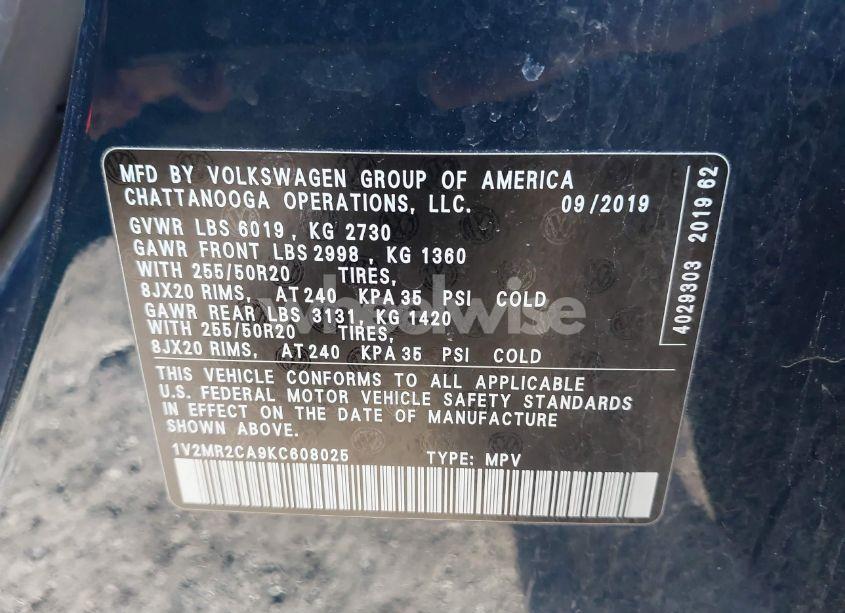 MFD BY VOLKSWAGEN GROUP OF AMERICA
CHATTANOOGA OPERATIONS, LLC. 09/2019
GVWR LBS 6019 , KG 2730
GAWR FRONT LBS 2998 , KG 1360
WITH 255/50R20 TIRES,
8JX20 RIMS, AT 240 KPA 35 PSI COLD
GAWR REAR LBS 3131, KG 1420
WITH 255/50R20 TIRES,
8JX20 RIMS, AT 240 KPA 35 PSI COLD
THIS VEHICLE CONFORMS TO ALL APPLICABLE
U.S. FEDERAL MOTOR VEHICLE SAFETY STANDARDS
IN EFFECT ON THE DATE OF MANUFACTURE
SHOWN ABOVE.
1V2MR2CA9KC608025 TYPE: MPV
4029303 2019 62
wheelwise